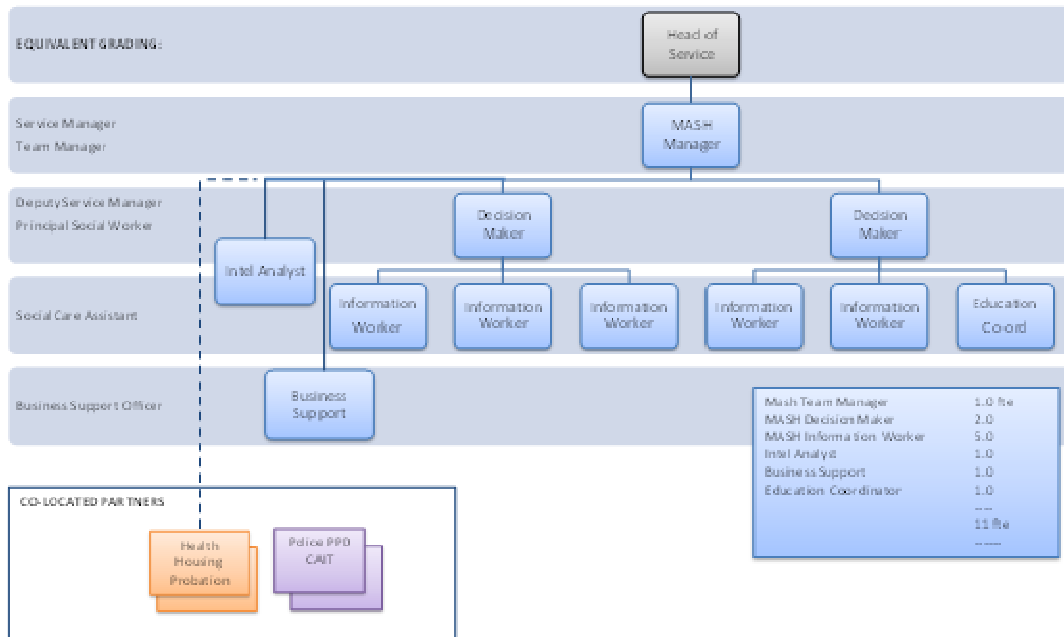 EQUIVALENT GRADING:
Head of
Service
Service Manager
Team Manager
MASH
Manager
Deputy Service Manager
Principal Social Worker
Decision
Maker
Decision
Maker
Intel Analyst
Social Care Assistant
Information
Worker
Information
Worker
Information
Worker
Information
Worker
Information
Worker
Education
Co-ord
Business Support Officer
Business
Support
Mash Team Manager 1.0 fte
MASH Decision Maker 2.0
MASH Information Worker 5.0
Intel Analyst 1.0
Business Support 1.0
Education Coordinator 1.0
----
11 fte
------
CO-LOCATED PARTNERS
Health
Housing
Probation
Police PPD
CAIT